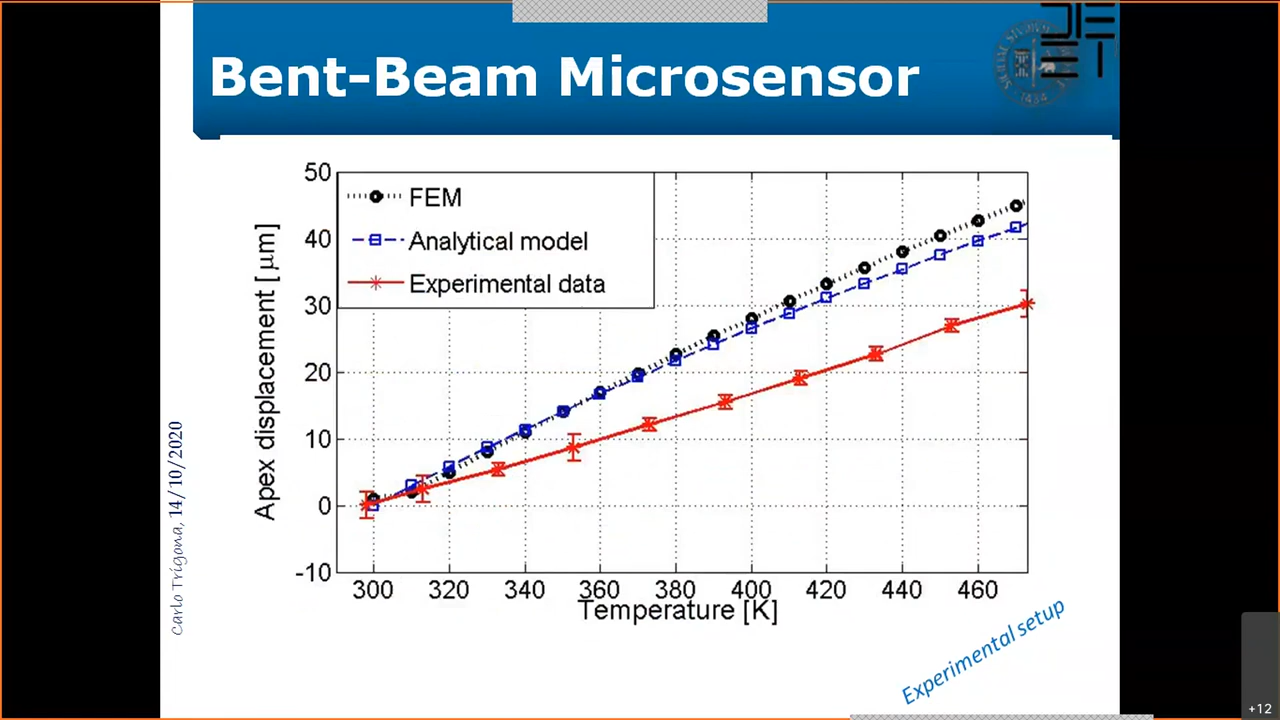 Bent-Beam Microsensor
50
40
30
20
10
0
-10
FEM
Analytical model
Experimental data
Apex displacement [μm]
300 320 340 360 380 400 420 440 460
Temperature [K]
Carlo Trigona, 14/10/2020
Experimental setup
+12